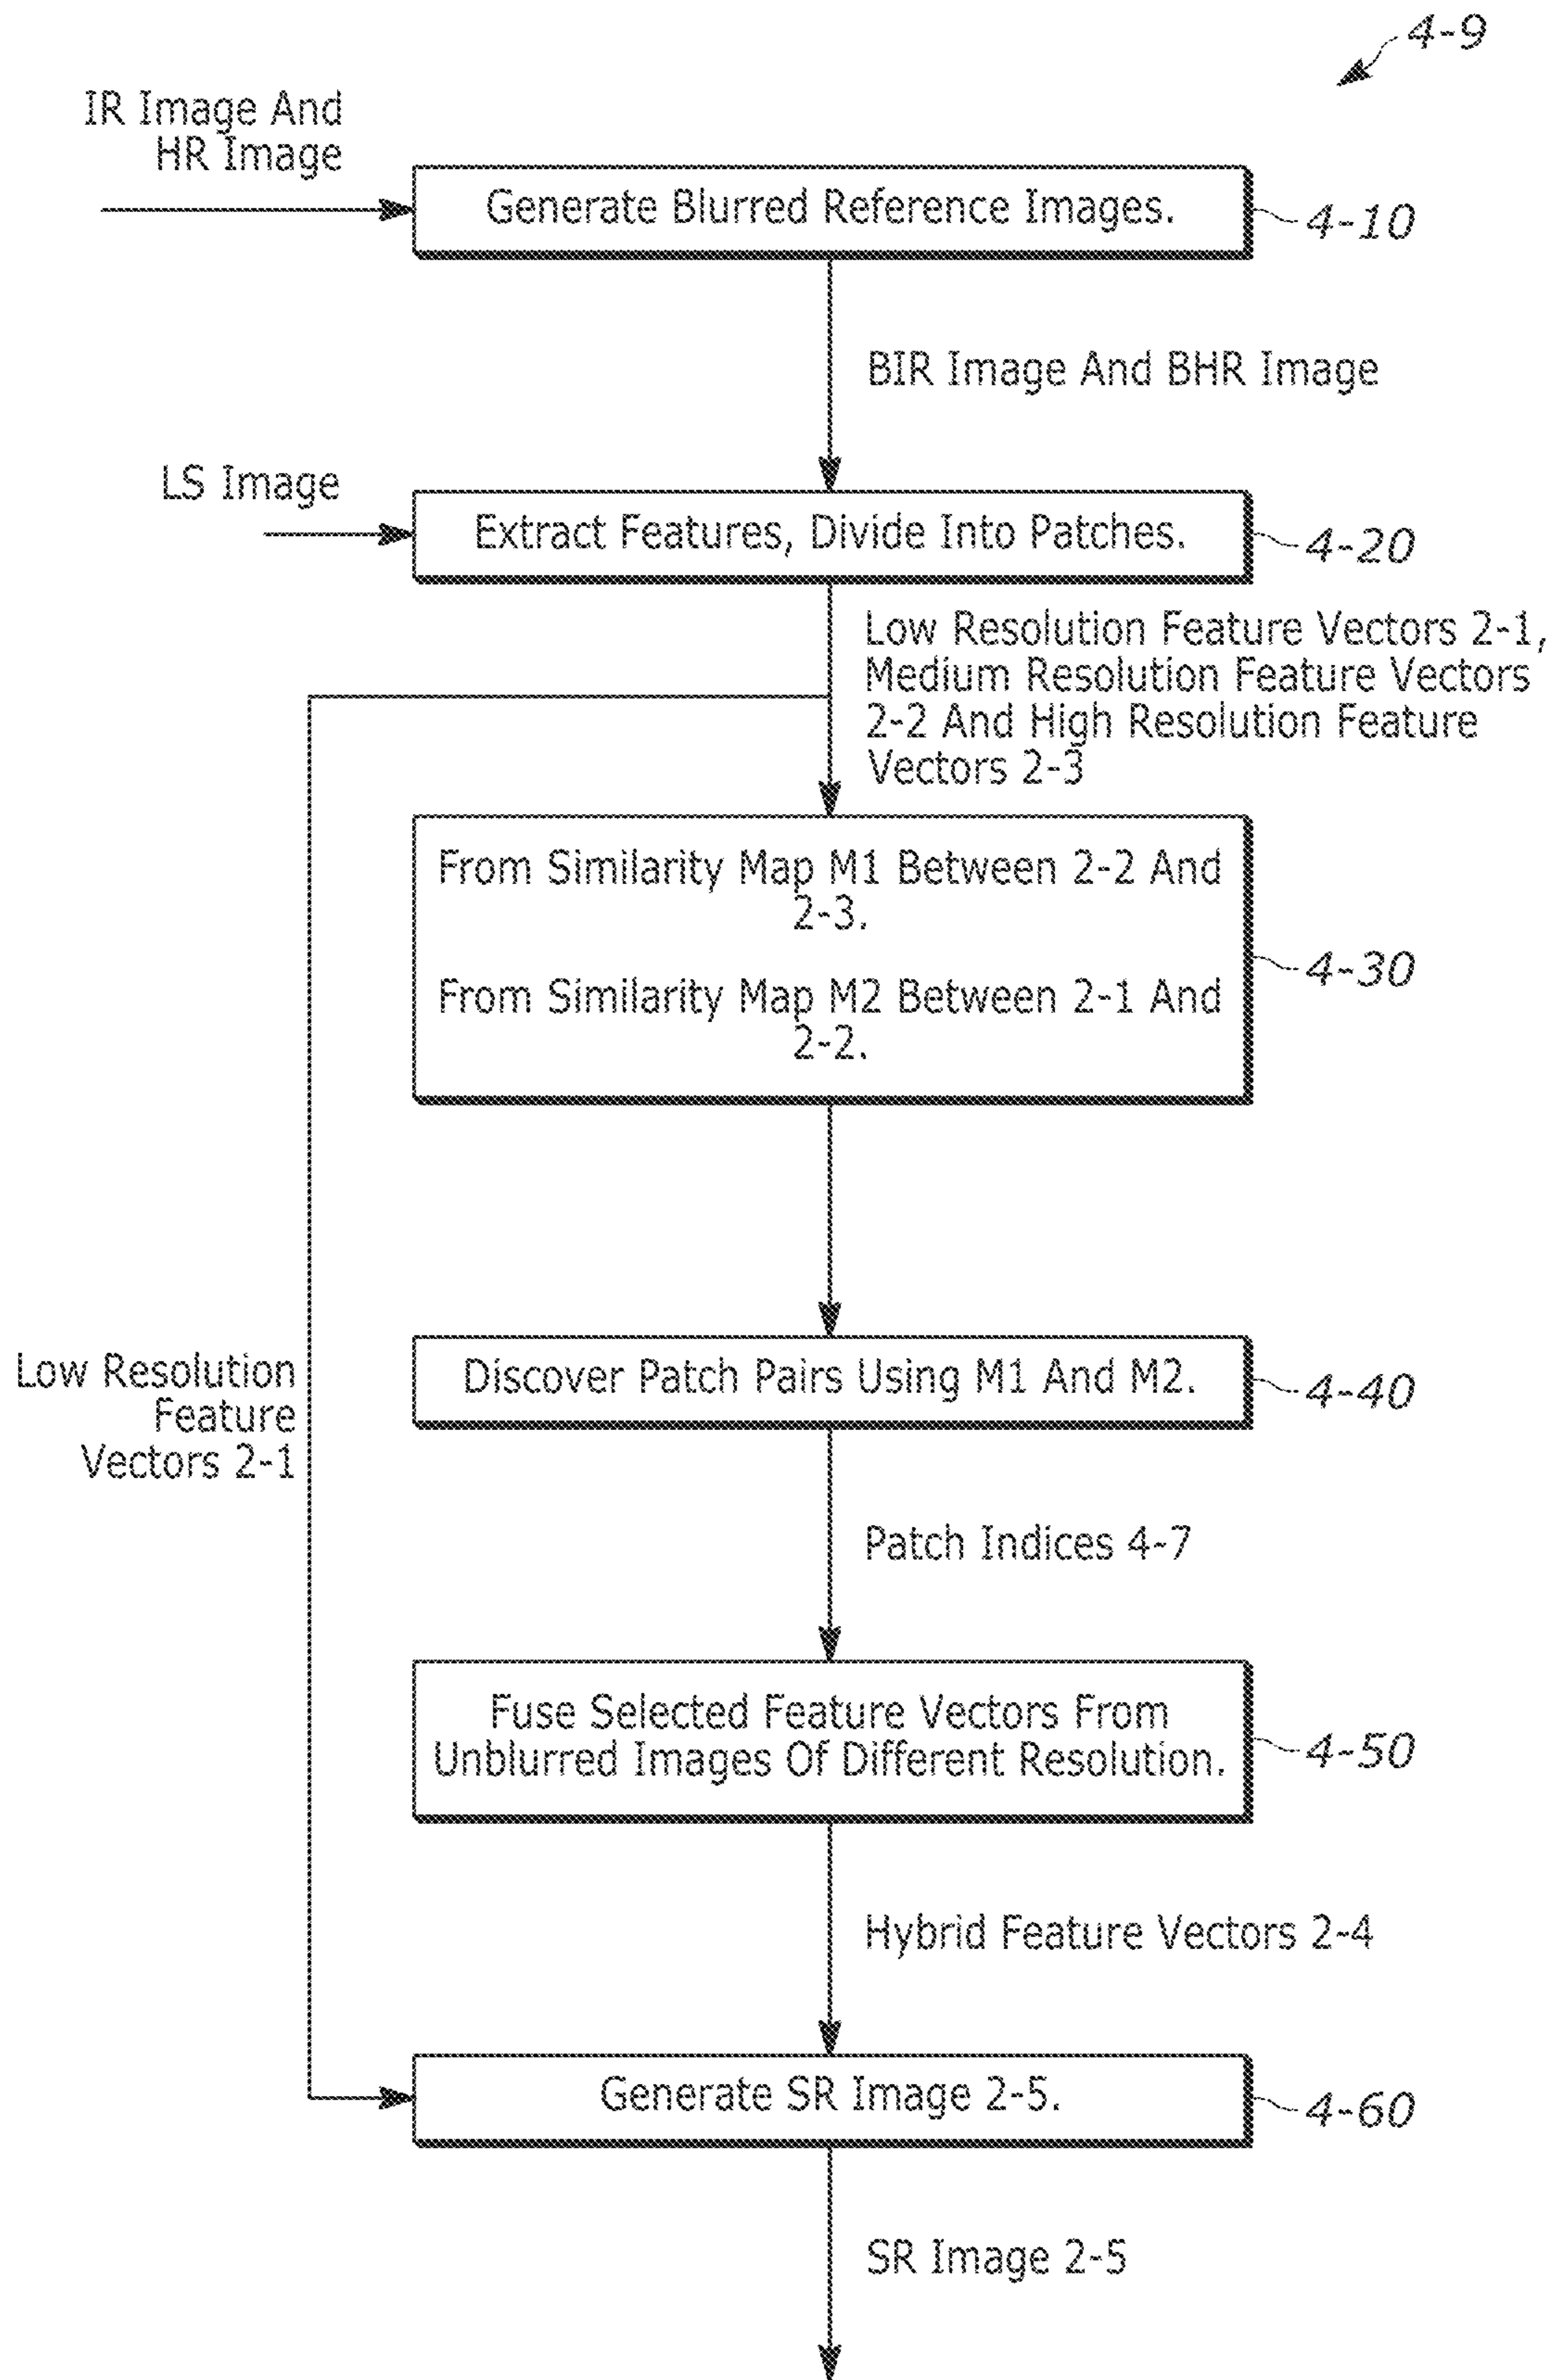 4-9
IR Image And
HR Image
Generate Blurred Reference Images.
4-10
BIR Image And BHR Image
LS Image
Extract Features, Divide Into Patches.
4-20
Low Resolution Feature Vectors 2-1,
Medium Resolution Feature Vectors
2-2 And High Resolution Feature
Vectors 2-3
From Similarity Map M1 Between 2-2 And
2-3.
From Similarity Map M2 Between 2-1 And
2-2.
4-30
Discover Patch Pairs Using M1 And M2.
4-40
Low Resolution
Feature
Vectors 2-1
Patch Indices 4-7
Fuse Selected Feature Vectors From
Unblurred Images Of Different Resolution.
4-50
Hybrid Feature Vectors 2-4
Generate SR Image 2-5.
4-60
SR Image 2-5